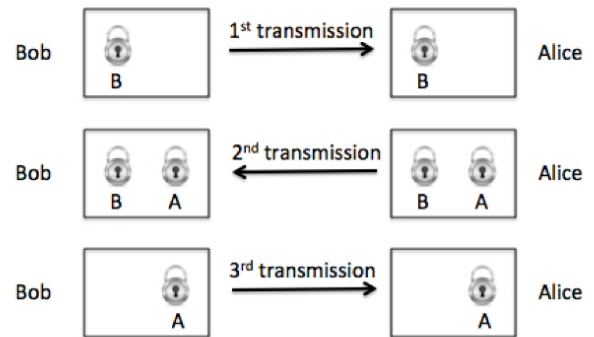 Bob 1st transmission Alice
B B
Bob 2nd transmission Alice
B A B A
Bob 3rd transmission Alice
A A